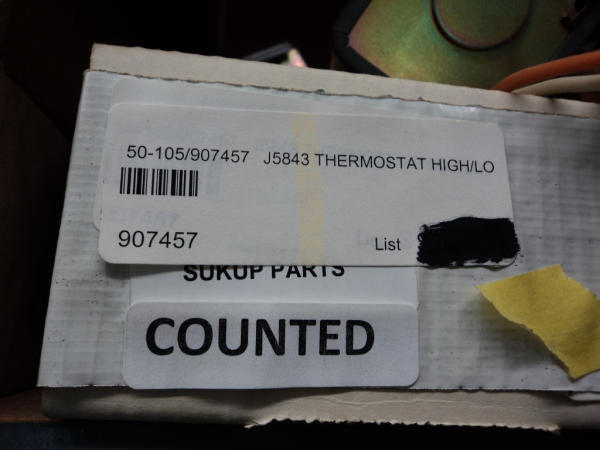 50-105/907457 J5843 THERMOSTAT HIGH/LO
907457 List
SUKUP PARTS
COUNTED